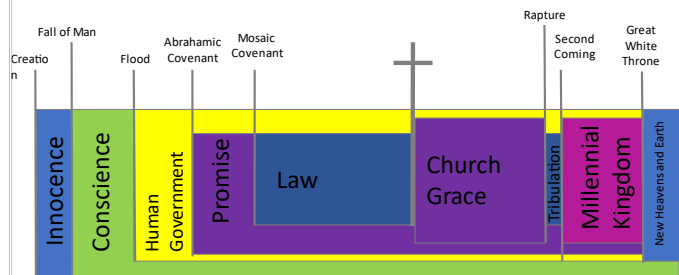 Creatio
n
Fall of Man
Flood
Abrahamic
Covenant
Mosaic
Covenant
Rapture
Second
Coming
Great
White
Throne
Innocence
Conscience
Human
Government
Promise
Law
Church
Grace
Tribulation
Millennial
Kingdom
New Heavens and Earth